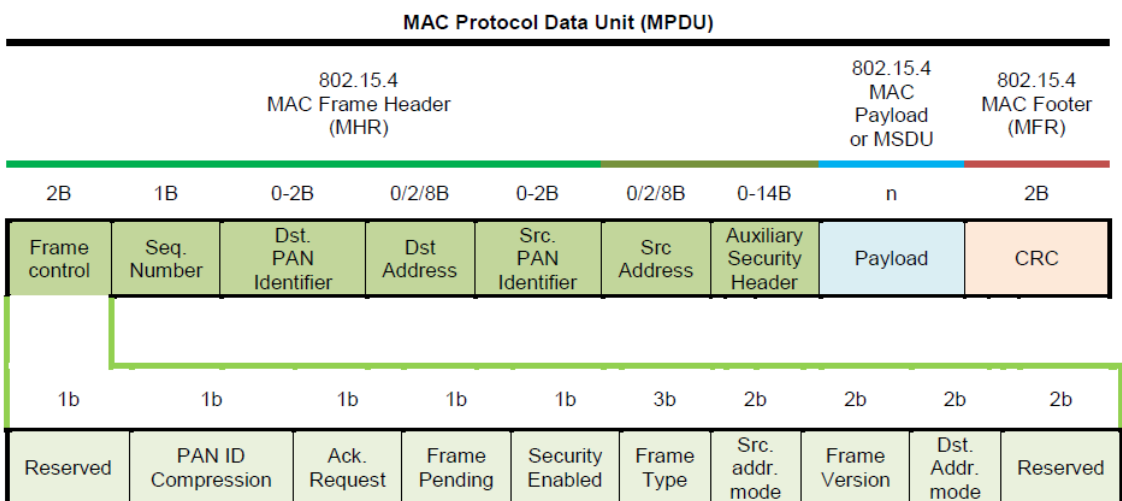 MAC Protocol Data Unit (MPDU)
802.15.4
MAC Frame Header
(MHR)
802.15.4
MAC
Payload
or MSDU
802.15.4
MAC Footer
(MFR)
2B 1B 0-2B 0/2/8B 0-2B 0/2/8B 0-14B n 2B
Frame
control
Seq.
Number
Dst.
PAN
Identifier
Dst
Address
Src.
PAN
Identifier
Src
Address
Auxiliary
Security
Header
Payload
CRC
1b 1b 1b 1b 1b 3b 2b 2b 2b 2b
Reserved
PAN ID
Compression
Ack.
Request
Frame
Pending
Security
Enabled
Frame
Type
Src.
addr.
mode
Frame
Version
Dst.
Addr.
mode
Reserved